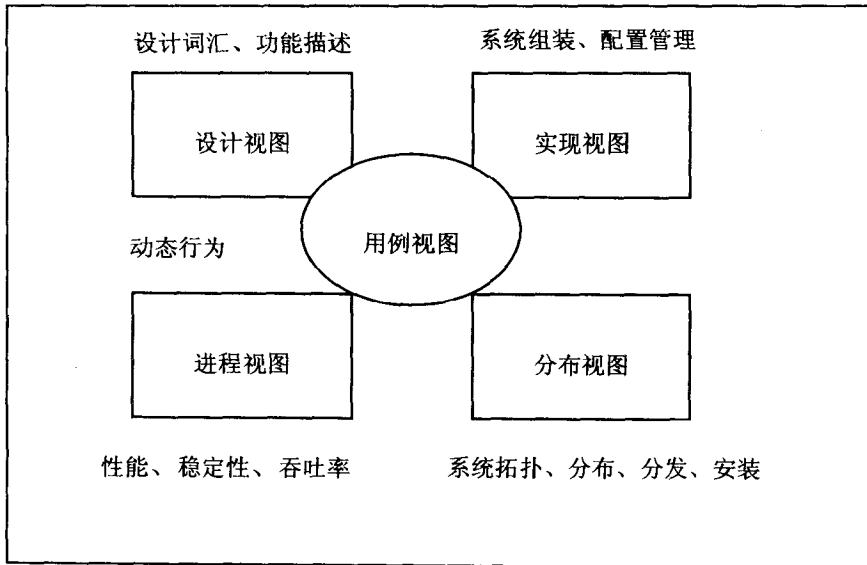 设计词汇、功能描述
系统组装、配置管理
设计视图
实现视图
用例视图
动态行为
进程视图
分布视图
性能、稳定性、吞吐率
系统拓扑、分布、分发、安装